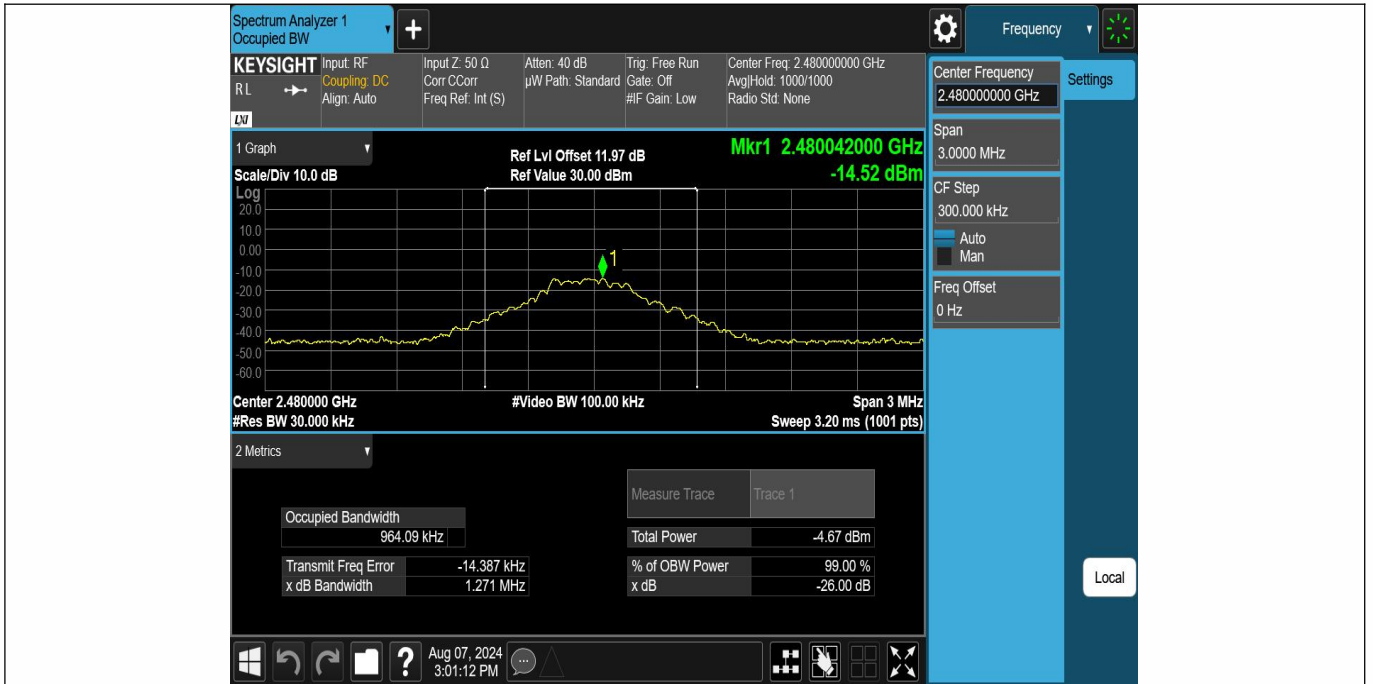 Spectrum Analyzer 1
Occupied BW
Frequency
KEYSIGHT
RL
LXI
Input: RF
Coupling: DC
Align: Auto
Input Z: 50 Ω
Corr CCorr
Freq Ref: Int (S)
Atten: 40 dB
µW Path: Standard
Trig: Free Run
Gate: Off
#IF Gain: Low
Center Freq: 2.480000000 GHz
Avg|Hold: 1000/1000
Radio Std: None
Center Frequency
2.480000000 GHz
Settings
Span
3.0000 MHz
CF Step
300.000 kHz
Auto
Man
Freq Offset
0 Hz
Local
1 Graph
Scale/Div 10.0 dB
Ref Lvl Offset 11.97 dB
Ref Value 30.00 dBm
Mkr1 2.480042000 GHz
-14.52 dBm
Log
20.0
10.0
0.00
-10.0
-20.0
-30.0
-40.0
-50.0
-60.0
1
Center 2.480000 GHz
#Video BW 100.00 kHz
Span 3 MHz
#Res BW 30.000 kHz
Sweep 3.20 ms (1001 pts)
2 Metrics
Measure Trace Trace 1
Occupied Bandwidth
964.09 kHz
Total Power -4.67 dBm
Transmit Freq Error -14.387 kHz
% of OBW Power 99.00 %
x dB Bandwidth 1.271 MHz
x dB -26.00 dB
?
Aug 07, 2024
3:01:12 PM